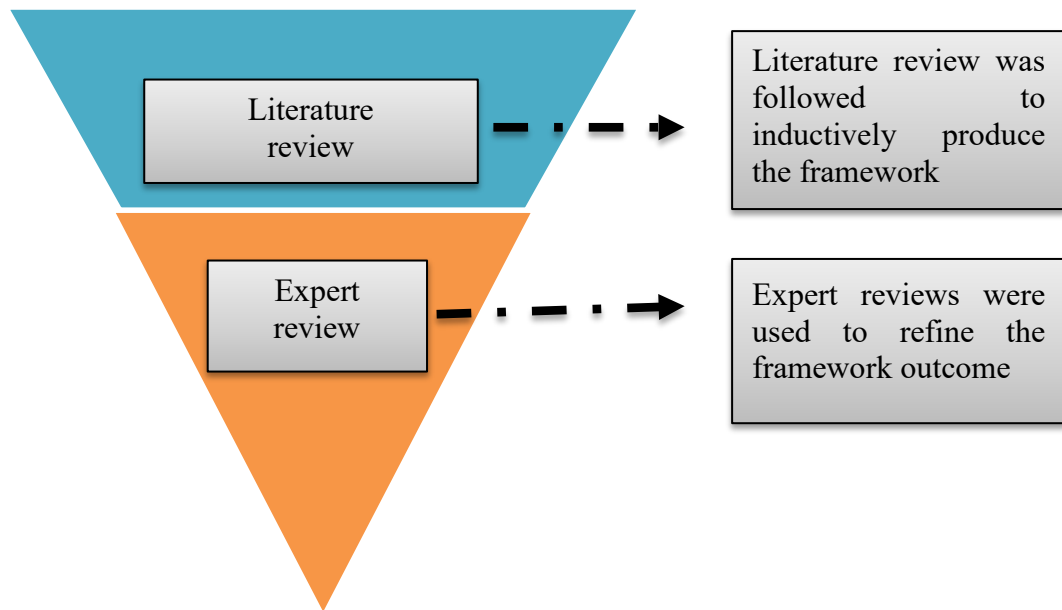 Literature
review
Literature review was
followed to
inductively produce
the framework
Expert
review
Expert reviews were
used to refine the
framework outcome